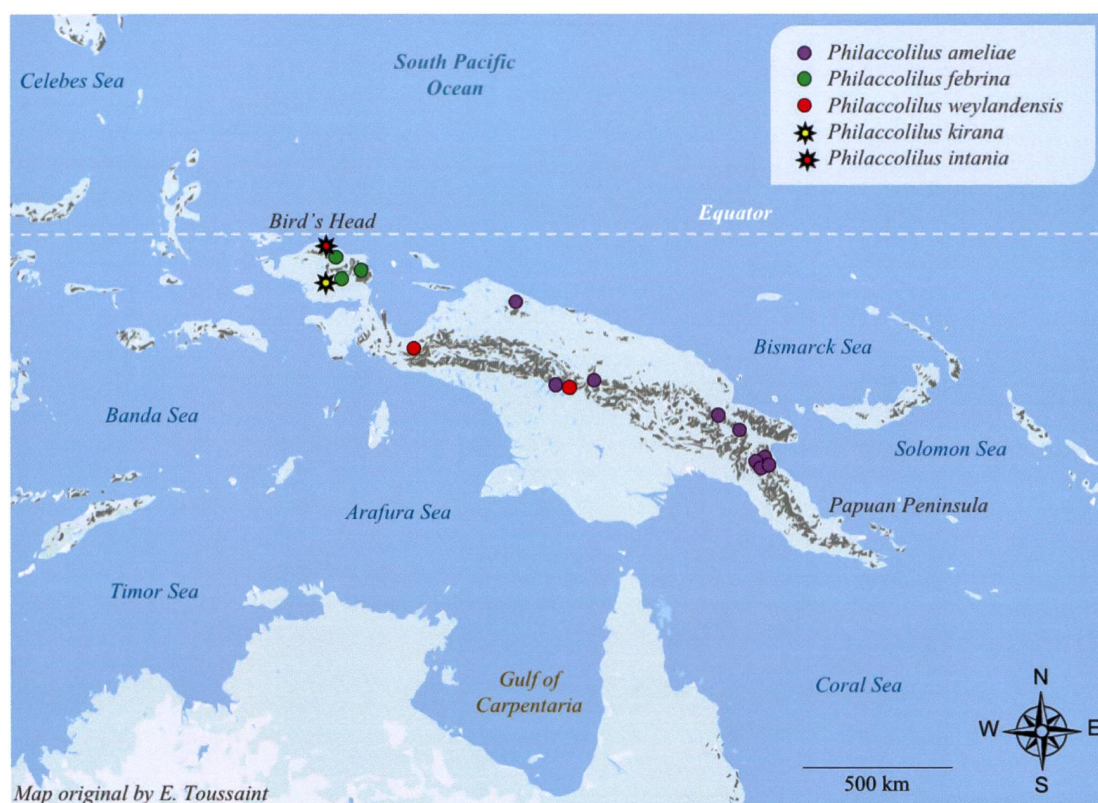 Celebes Sea
South Pacific
Ocean
Philaccolilus ameliae
Philaccolilus febrina
Philaccolilus weylandensis
Philaccolilus kirana
Philaccolilus intania
Bird's Head
Equator
Bismarck Sea
Banda Sea
Solomon Sea
Arafura Sea
Papuan Peninsula
Timor Sea
Gulf of
Carpentaria
Coral Sea
N
W
E
S
500 km
Map original by E. Toussaint